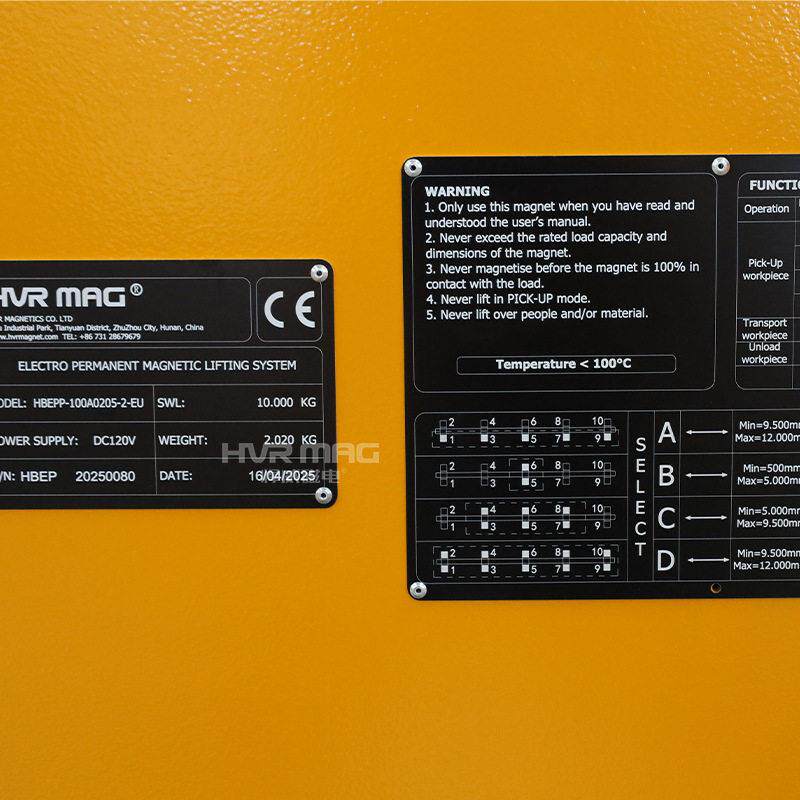 HVR MAG®
MAGNETICS CO. LTD
Industrial Park, Tianyuan District, ZhuZhou City, Hunan, China
www.hvrmagnet.com TEL: +86 731 28679679
CE
ELECTRO PERMANENT MAGNETIC LIFTING SYSTEM
MODEL: HBEPP-100A0205-2-EU SWL: 10.000 KG
POWER SUPPLY: DC120V WEIGHT: 2.020 KG
S/N: HBEP 20250080 DATE: 16/04/2025
HVR MAG
WARNING
1. Only use this magnet when you have read and
understood the user's manual.
2. Never exceed the rated load capacity and
dimensions of the magnet.
3. Never magnetise before the magnet is 100% in
contact with the load.
4. Never lift in PICK-UP mode.
5. Never lift over people and/or material.
Temperature < 100°C
FUNCTIO
Operation
Pick-Up
workpiece
Transport
workpiece
Unload
workpiece
2 4 6 8 10
1 3 5 7 9
2 4 6 8 10
1 3 5 7 9
2 4 6 8 10
1 3 5 7 9
2 4 6 8 10
1 3 5 7 9
SELECT
A Min=9.500mm
Max=12.000m
B Min=500mm
Max=5.000mm
C Min=5.000mm
Max=9.500mm
D Min=9.500mm
Max=12.000mm